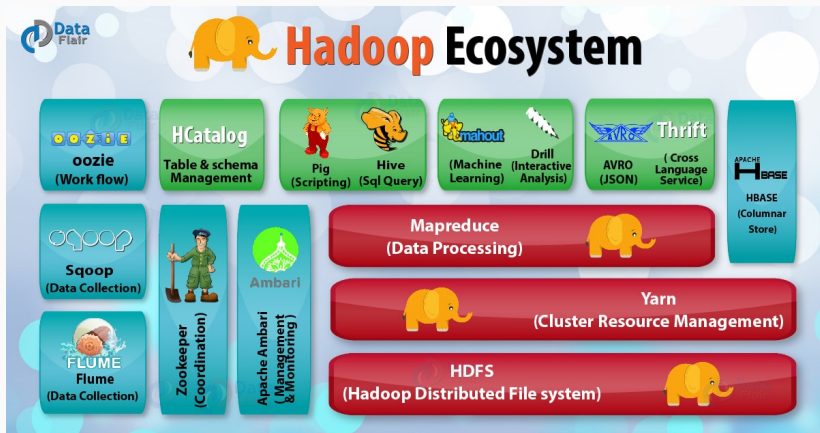 Data
Flair
Hadoop Ecosystem
OOZIE
oozie
(Work flow)
HCatalog
Table & schema
Management
Pig
(Scripting)
Hive
(Sql Query)
mahout
(Machine
Learning)
Drill
(Interactive
Analysis)
AVRO
AVRO
(JSON)
Thrift
( Cross
Language
Service)
APACHE
HBASE
HBASE
(Columnar
Store)
sqoop
Sqoop
(Data Collection)
FLUME
Flume
(Data Collection)
Zookeeper
(Coordination)
Ambari
Apache Ambari
( Management
& Monitoring )
Mapreduce
(Data Processing)
Yarn
(Cluster Resource Management)
HDFS
(Hadoop Distributed File system)